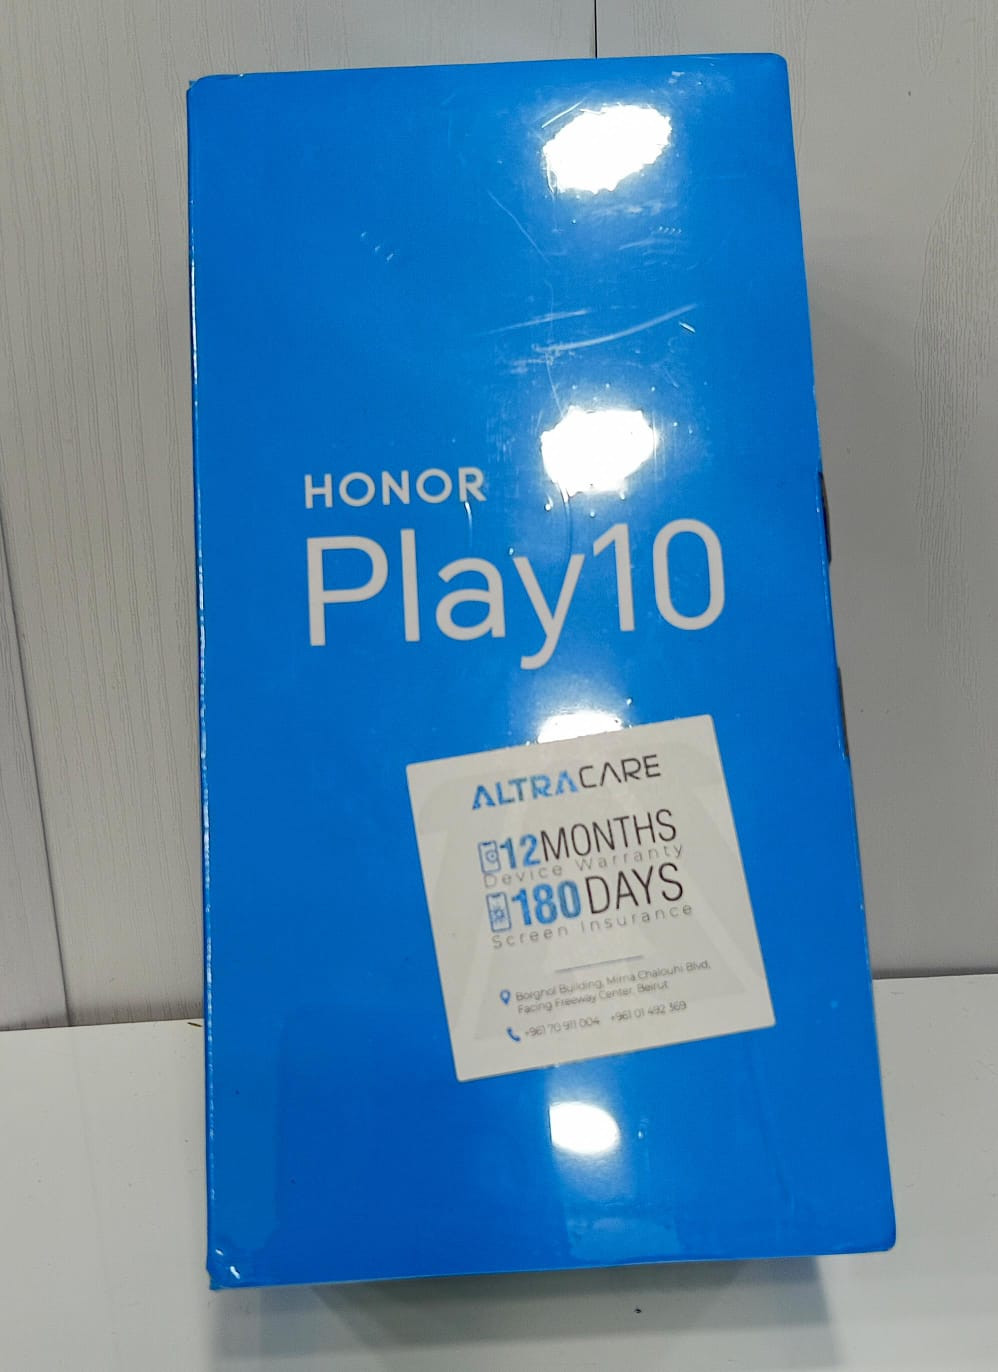 HONOR
Play10
ALTRACARE
12MONTHS
Device Warranty
180DAYS
Screen Insurance
Borghol Building, Mirna Chalouhi Blvd,
Facing Freeway Center, Beirut
+961 70 911 004 +961 01 492 369